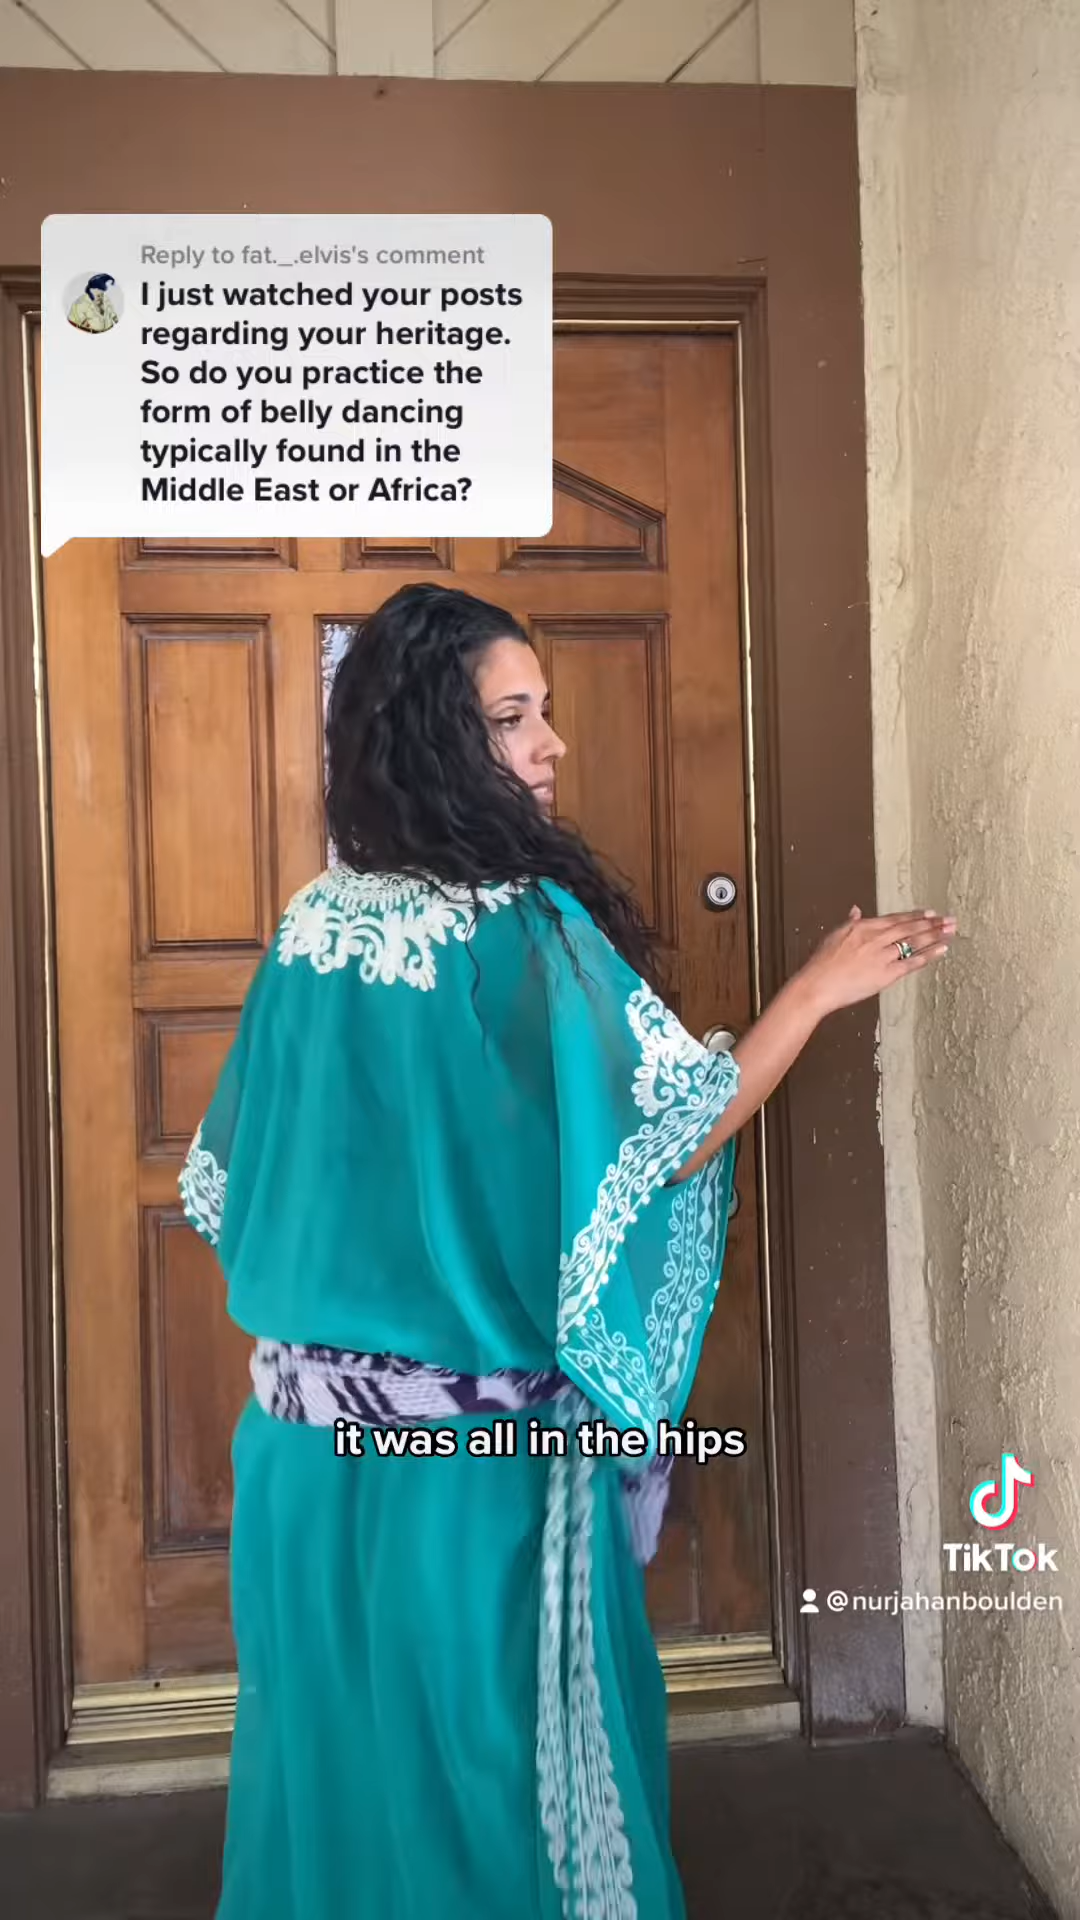 Reply to fat._.elvis's comment
I just watched your posts
regarding your heritage.
So do you practice the
form of belly dancing
typically found in the
Middle East or Africa?
it was all in the hips
TikTok
@nurjahanboulden